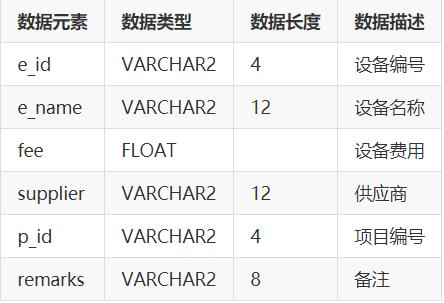 数据元素 数据类型 数据长度 数据描述
e_id VARCHAR2 4 设备编号
e_name VARCHAR2 12 设备名称
fee FLOAT 设备费用
supplier VARCHAR2 12 供应商
p_id VARCHAR2 4 项目编号
remarks VARCHAR2 8 备注